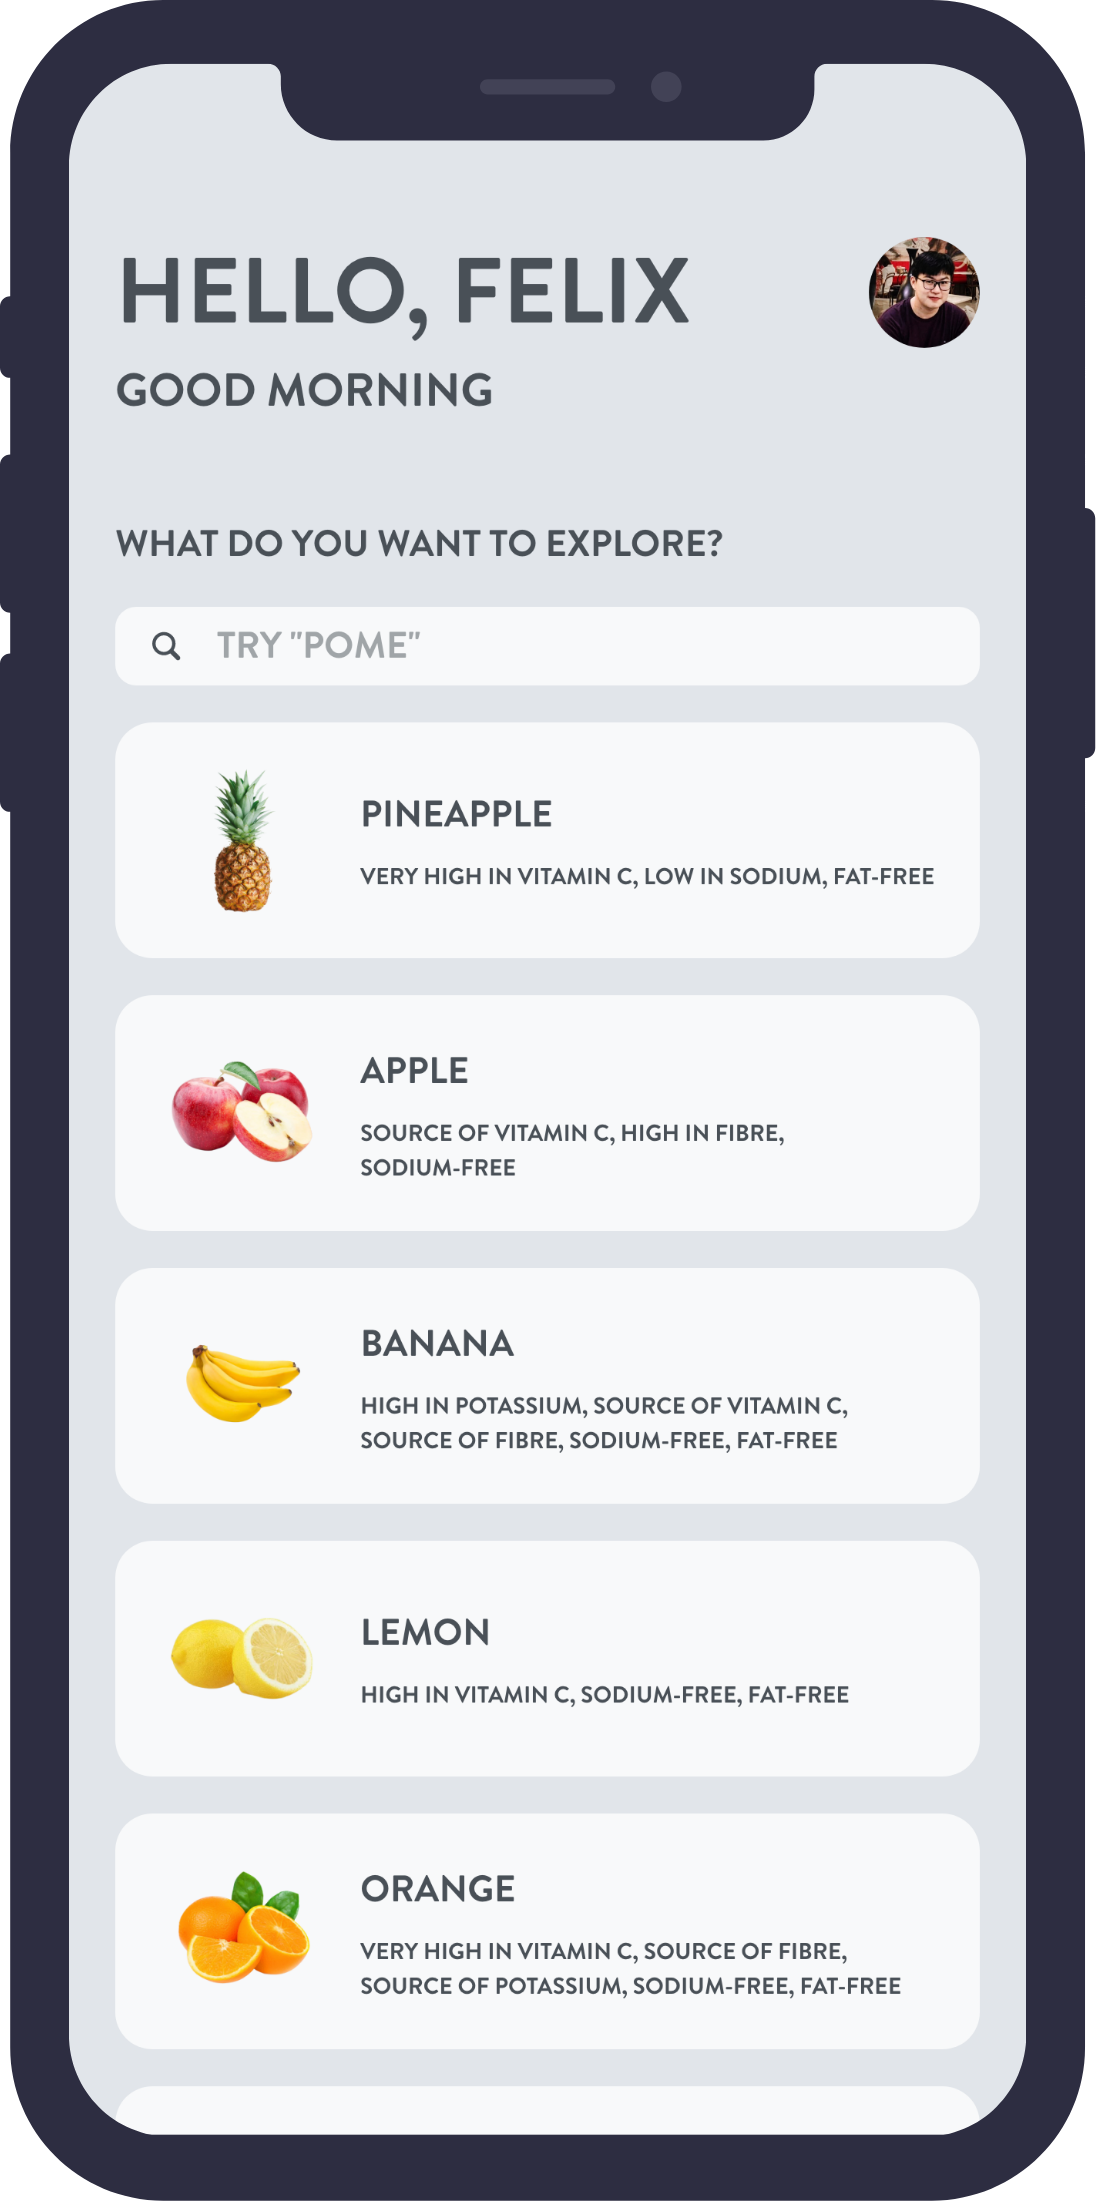 HELLO, FELIX
GOOD MORNING
WHAT DO YOU WANT TO EXPLORE?
TRY "POME"
PINEAPPLE
VERY HIGH IN VITAMIN C, LOW IN SODIUM, FAT-FREE
APPLE
SOURCE OF VITAMIN C, HIGH IN FIBRE,
SODIUM-FREE
BANANA
HIGH IN POTASSIUM, SOURCE OF VITAMIN C,
SOURCE OF FIBRE, SODIUM-FREE, FAT-FREE
LEMON
HIGH IN VITAMIN C, SODIUM-FREE, FAT-FREE
ORANGE
VERY HIGH IN VITAMIN C, SOURCE OF FIBRE,
SOURCE OF POTASSIUM, SODIUM-FREE, FAT-FREE